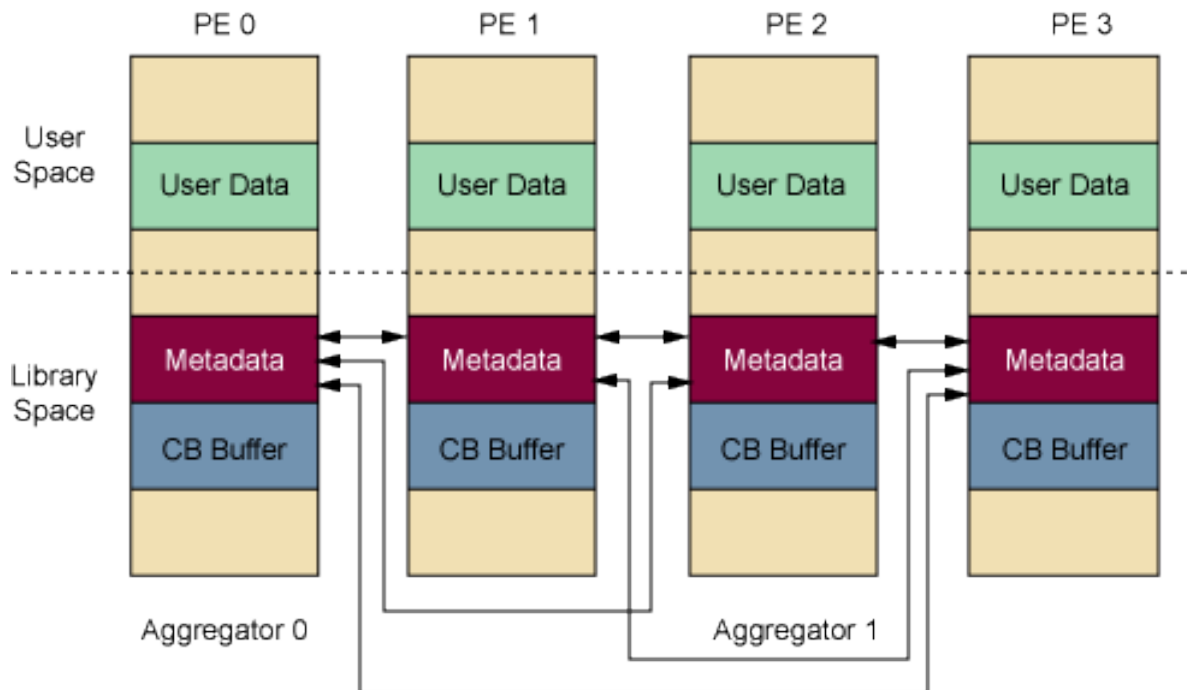 PE 0 PE 1 PE 2 PE 3
User
Space
User Data User Data User Data User Data
Metadata Metadata Metadata Metadata
Library
Space
CB Buffer CB Buffer CB Buffer CB Buffer
Aggregator 0 Aggregator 1